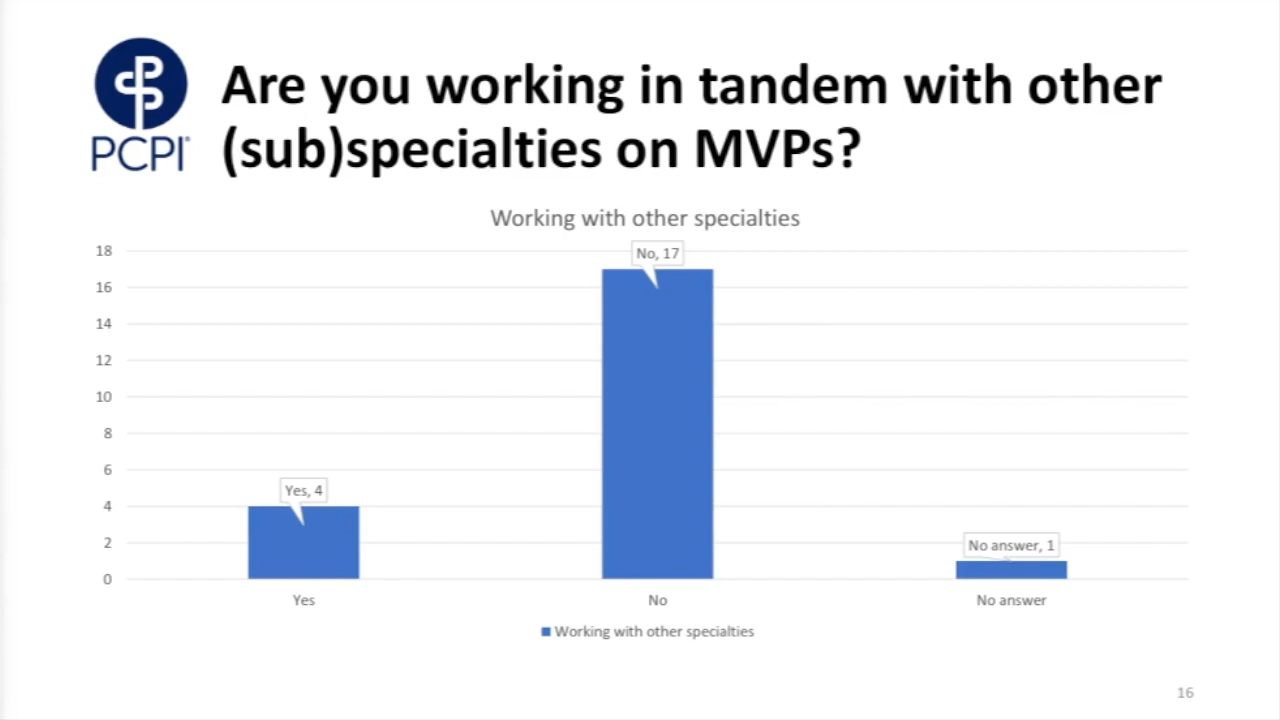 Are you working in tandem with other
(sub)specialties on MVPs?
PCPI®
Working with other specialties
18
16
14
12
10
8
6
4
2
0
Yes, 4
No, 17
No answer, 1
Yes
No
No answer
Working with other specialties
16